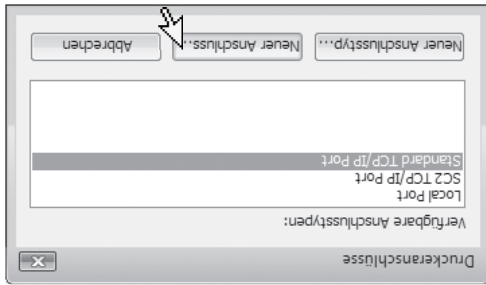 Druckeranschlüsse
Verfügbare Anschlusstypen:
Local Port
SC2 TCP/IP Port
Standard TCP/IP Port
Neuer Anschlusstyp... Neuer Anschluss... Abbrechen